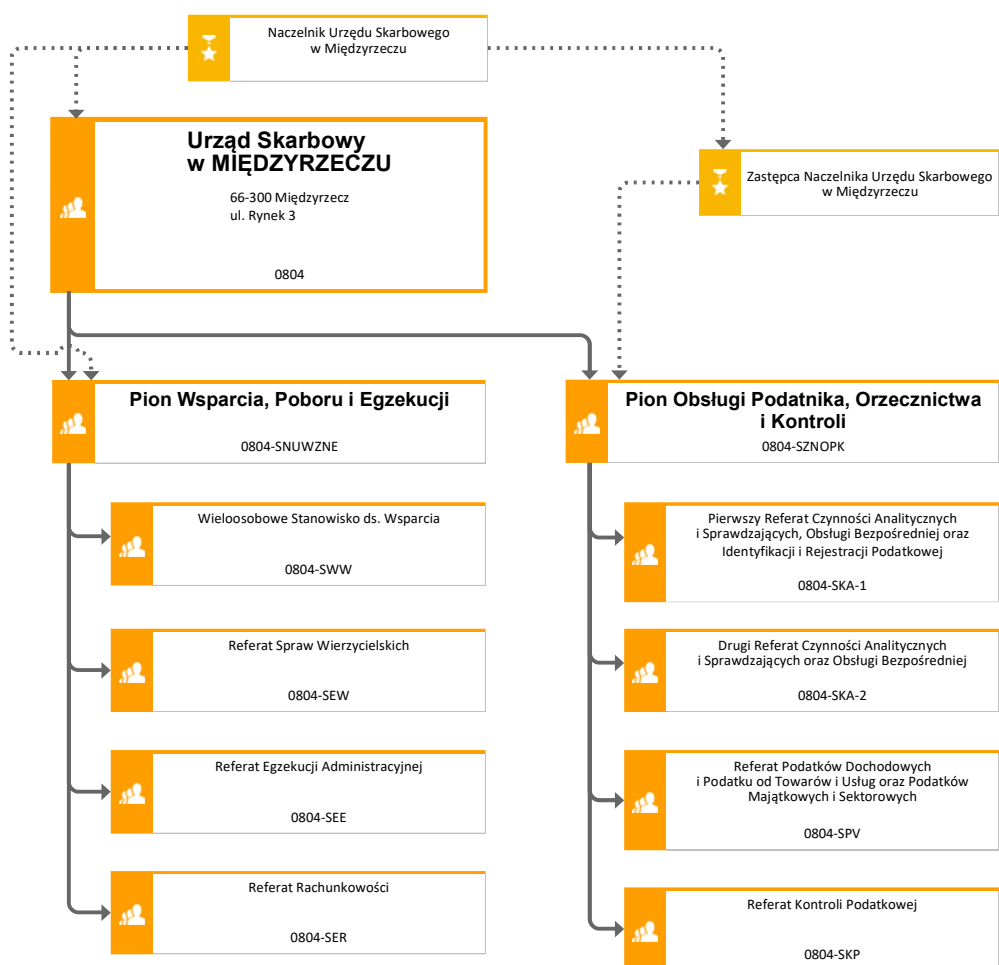 Naczelnik Urzędu Skarbowego
w Międzyrzeczu
Urząd Skarbowy
w MIĘDZYRZECZU
66-300 Międzyrzecz
ul. Rynek 3
0804
Zastępca Naczelnika Urzędu Skarbowego
w Międzyrzeczu
Pion Wsparcia, Poboru i Egzekucji
0804-SNUWZNE
Wieloosobowe Stanowisko ds. Wsparcia
0804-SWW
Referat Spraw Wierzycielskich
0804-SEW
Referat Egzekucji Administracyjnej
0804-SEE
Referat Rachunkowości
0804-SER
Pion Obsługi Podatnika, Orzecznictwa
i Kontroli
0804-SZNOPK
Pierwszy Referat Czynności Analitycznych
i Sprawdzających, Obsługi Bezpośredniej oraz
Identyfikacji i Rejestracji Podatkowej
0804-SKA-1
Drugi Referat Czynności Analitycznych
i Sprawdzających oraz Obsługi Bezpośredniej
0804-SKA-2
Referat Podatków Dochodowych
i Podatku od Towarów i Usług oraz Podatków
Majątkowych i Sektorowych
0804-SPV
Referat Kontroli Podatkowej
0804-SKP